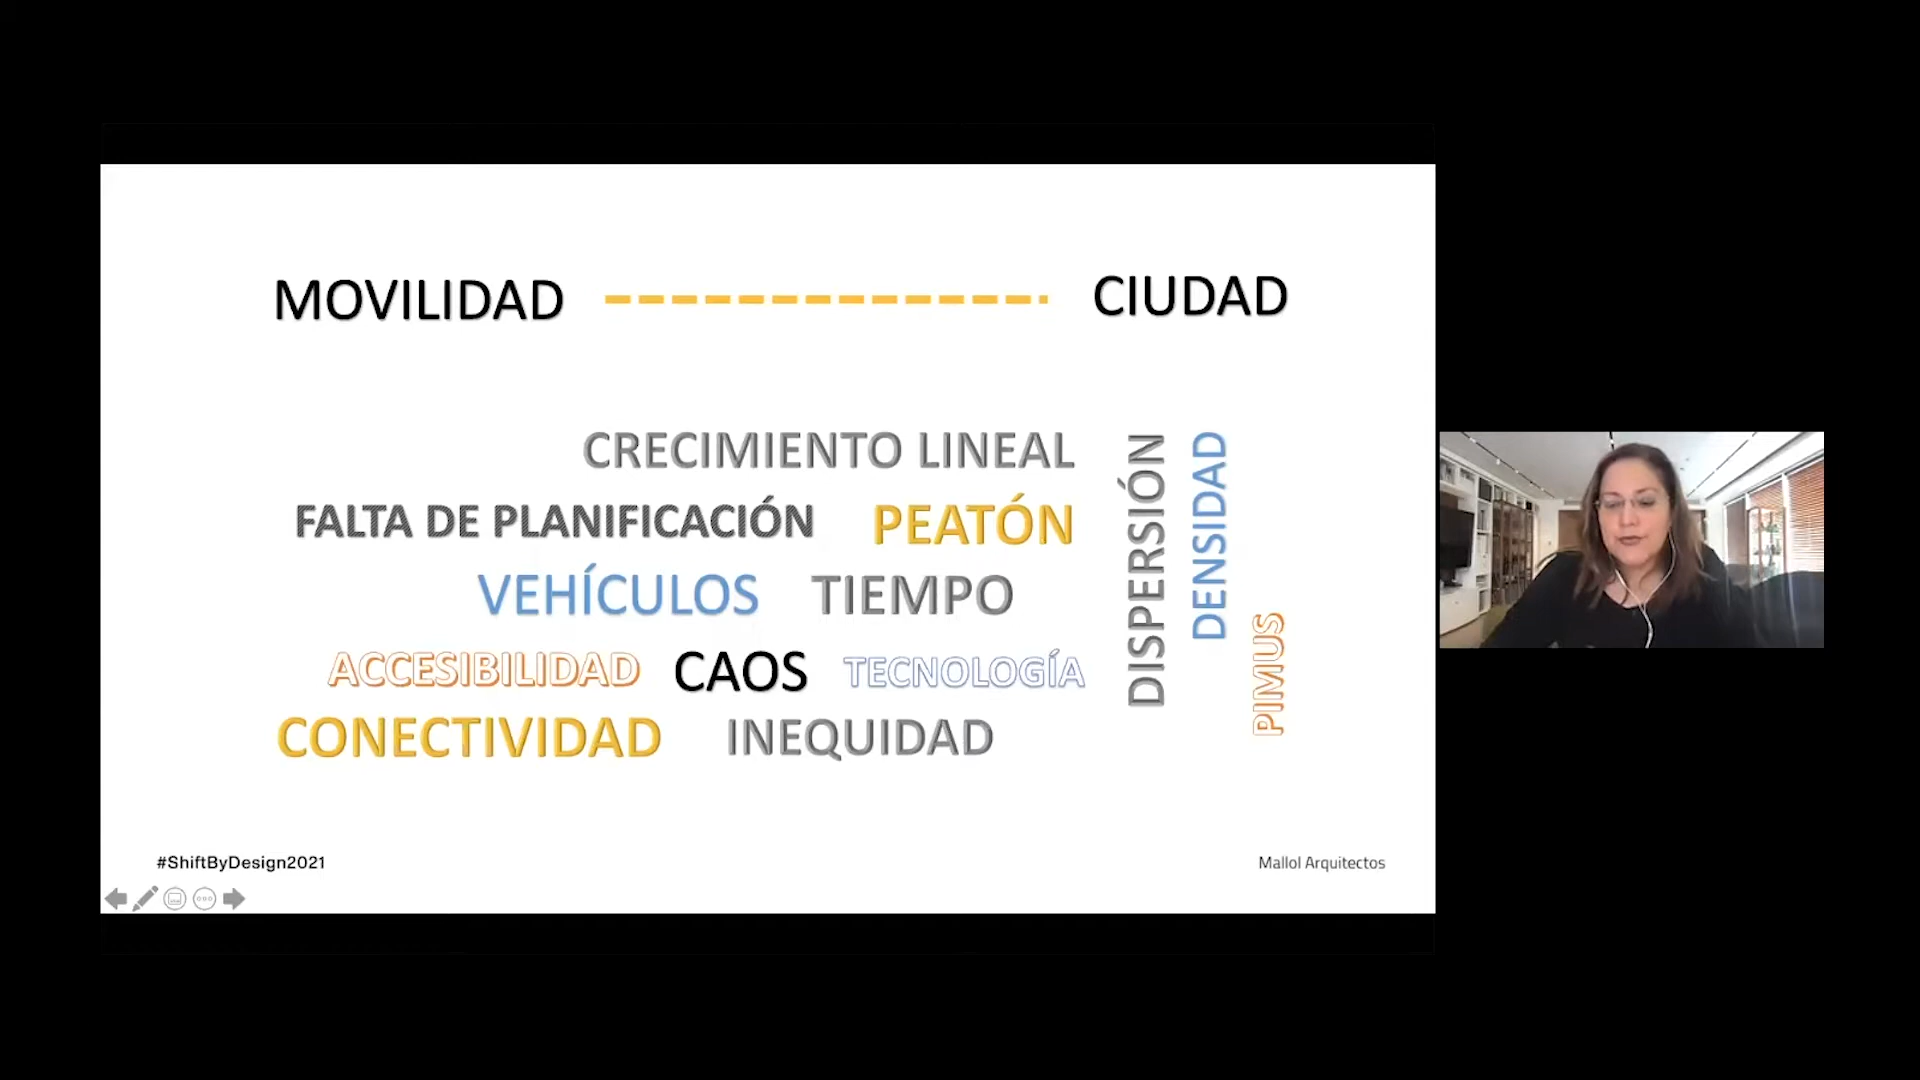 MOVILIDAD CIUDAD
CRECIMIENTO LINEAL
FALTA DE PLANIFICACIÓN PEATÓN
VEHÍCULOS TIEMPO
ACCESIBILIDAD CAOS TECNOLOGÍA
CONECTIVIDAD INEQUIDAD
DISPERSIÓN
DENSIDAD
PIMUS
#ShiftByDesign2021
Mallol Arquitectos